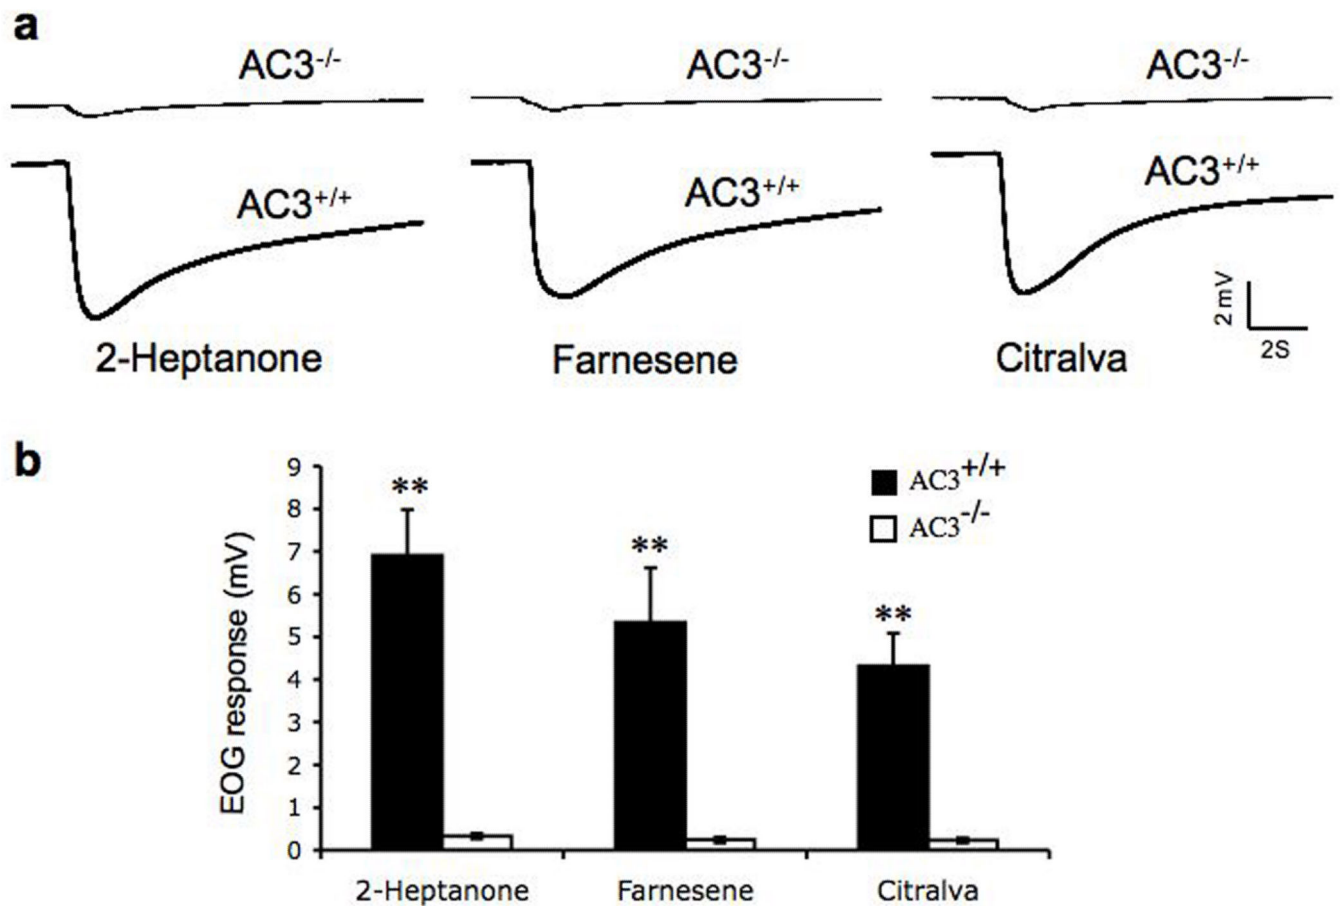 a
AC3-/- AC3-/- AC3-/-
AC3+/+ AC3+/+ AC3+/+
2 mV
2S
2-Heptanone Farnesene Citralva
b
EOG response (mV)
9
8
7
6
5
4
3
2
1
0
** ** **
AC3+/+
AC3-/-
2-Heptanone Farnesene Citralva